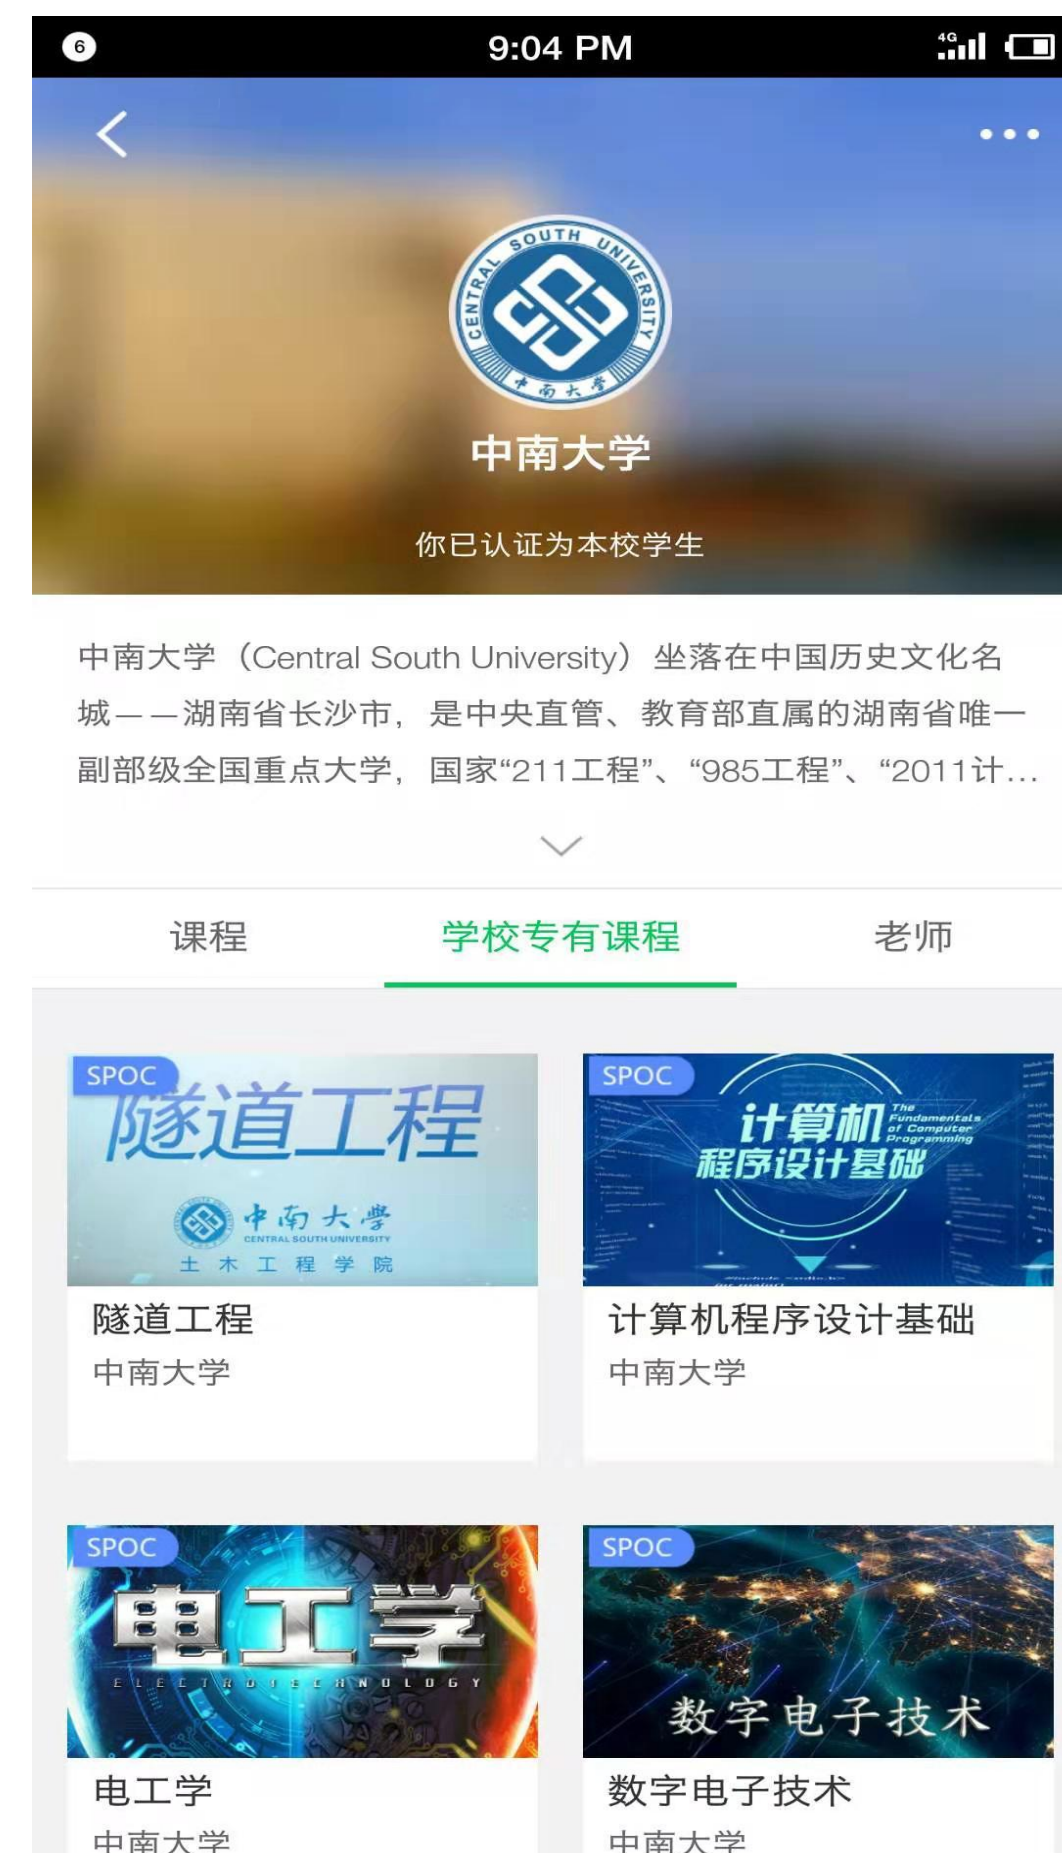 6
9:04 PM
4G
CENTRAL SOUTH UNIVERSITY
中南大学
中南大学
你已认证为本校学生
中南大学（Central South University）坐落在中国历史文化名
城——湖南省长沙市，是中央直管、教育部直属的湖南省唯一
副部级全国重点大学，国家“211工程”、“985工程”、“2011计...
课程 学校专有课程 老师
SPOC
隧道工程
中南大学
CENTRAL SOUTH UNIVERSITY
土木工程学院
隧道工程
中南大学
SPOC
计算机
The
Fundamentals
of Computer
Programming
程序设计基础
计算机程序设计基础
中南大学
SPOC
电工学
ELECTROTECHNOLOGY
电工学
中南大学
SPOC
数字电子技术
数字电子技术
中南大学